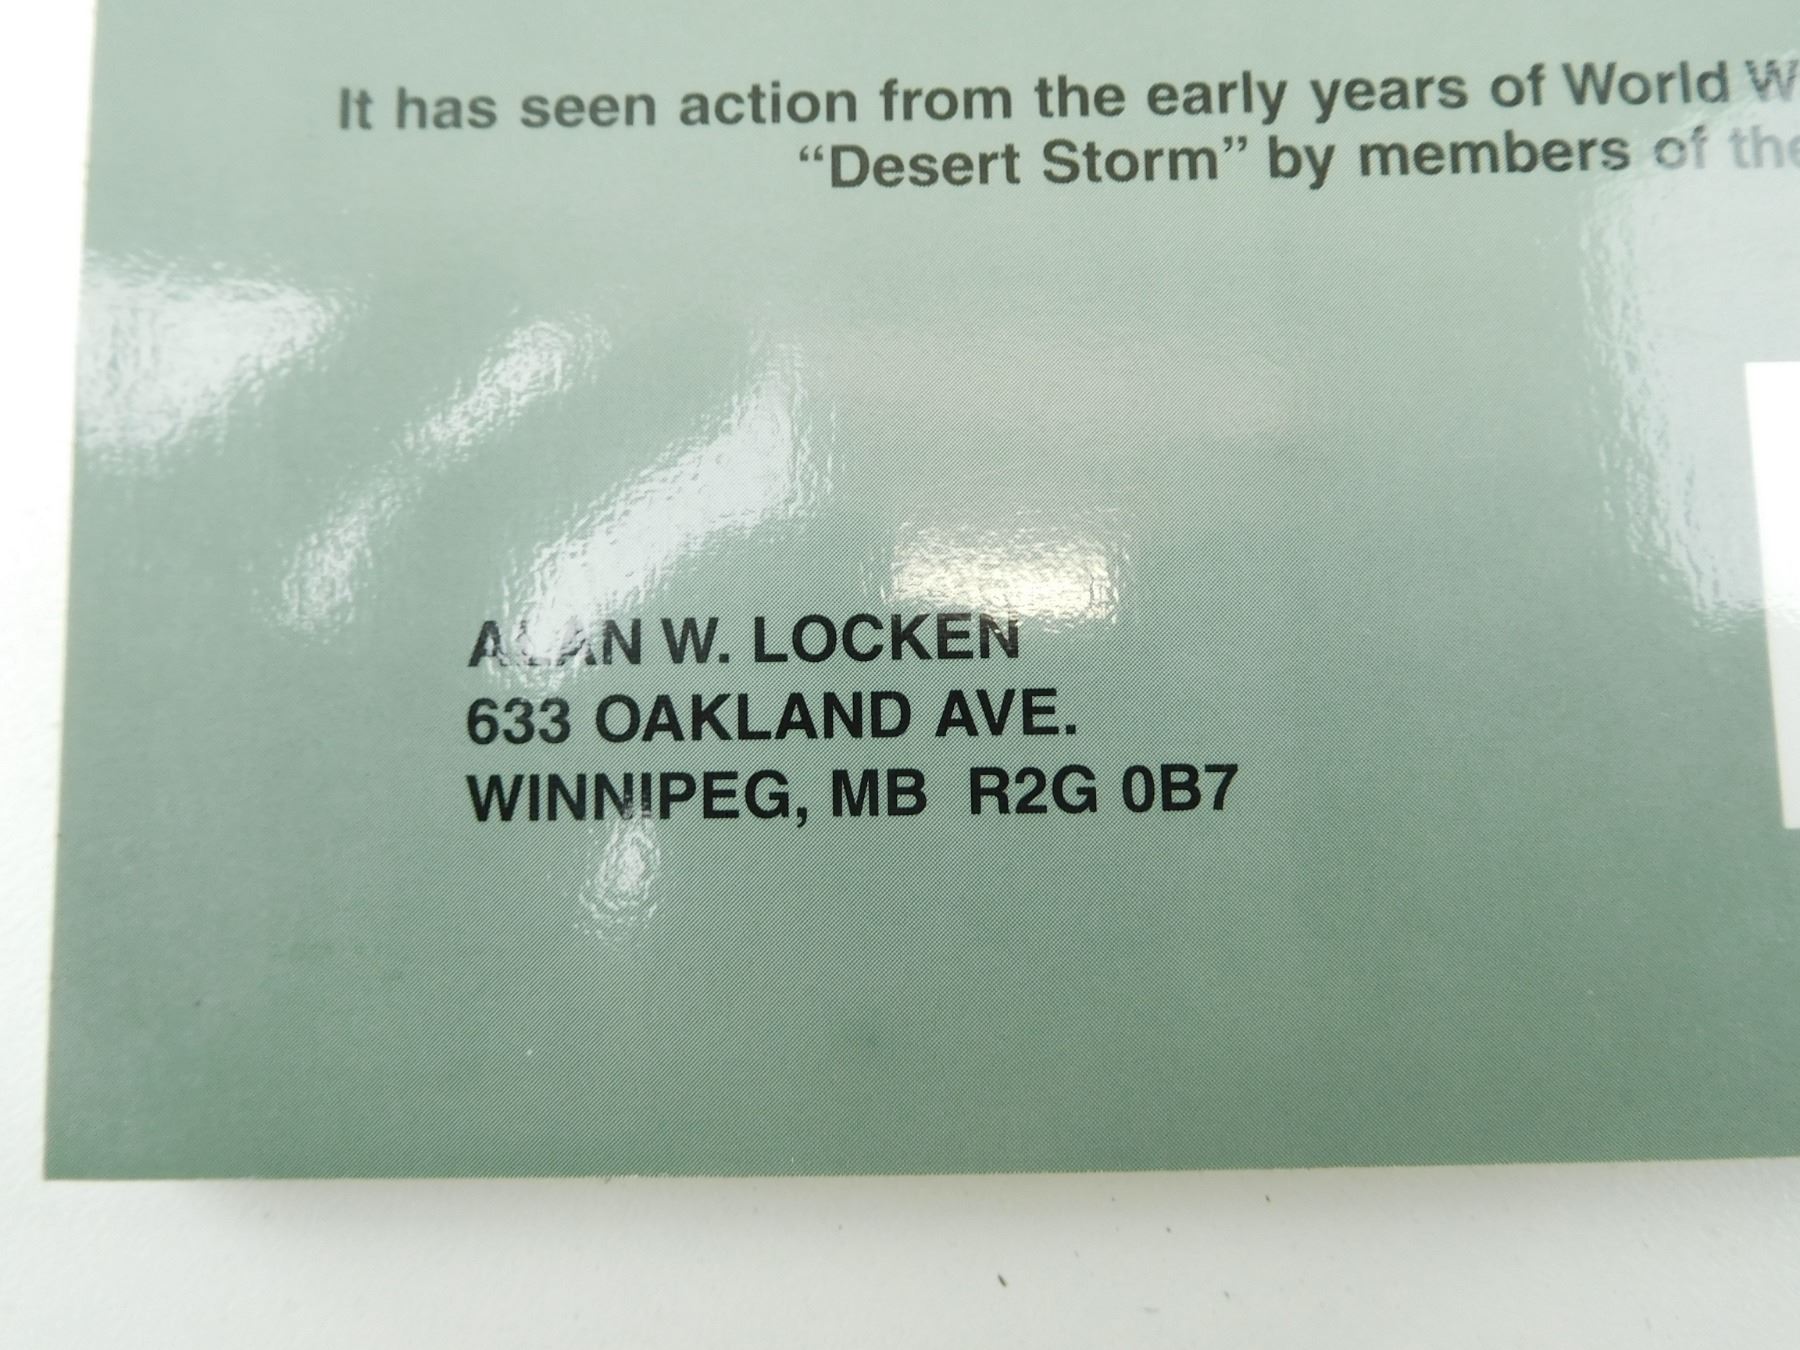 It has seen action from the early years of World W
“Desert Storm” by members of the
ALAN W. LOCKEN
633 OAKLAND AVE.
WINNIPEG, MB R2G 0B7